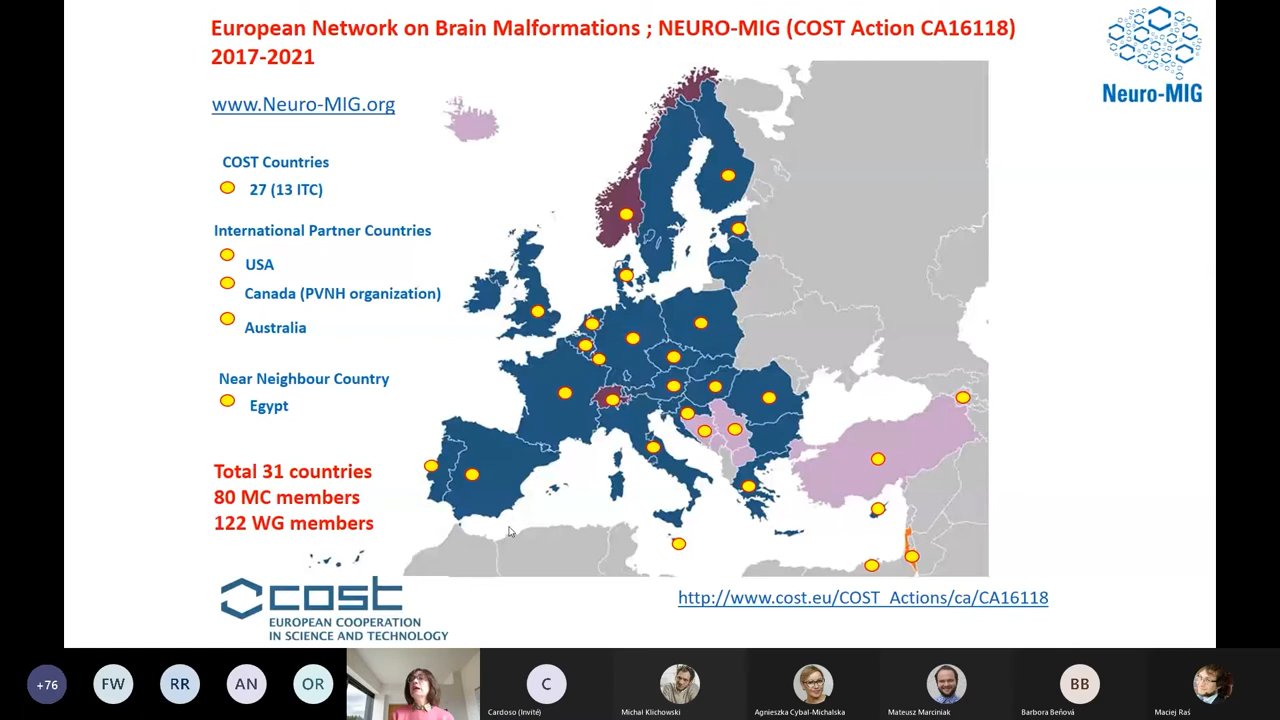 European Network on Brain Malformations ; NEURO-MIG (COST Action CA16118)
2017-2021
Neuro-MIG
www.Neuro-MIG.org
COST Countries
27 (13 ITC)
International Partner Countries
USA
Canada (PVNH organization)
Australia
Near Neighbour Country
Egypt
Total 31 countries
80 MC members
122 WG members
cost
EUROPEAN COOPERATION
IN SCIENCE AND TECHNOLOGY
http://www.cost.eu/COST_Actions/ca/CA16118
+76
FW
RR
AN
OR
C
BB
Cardoso (Invité)
Michał Klichowski
Agnieszka Cybal-Michalska
Mateusz Marciniak
Barbora Beňová
Maciej Raś